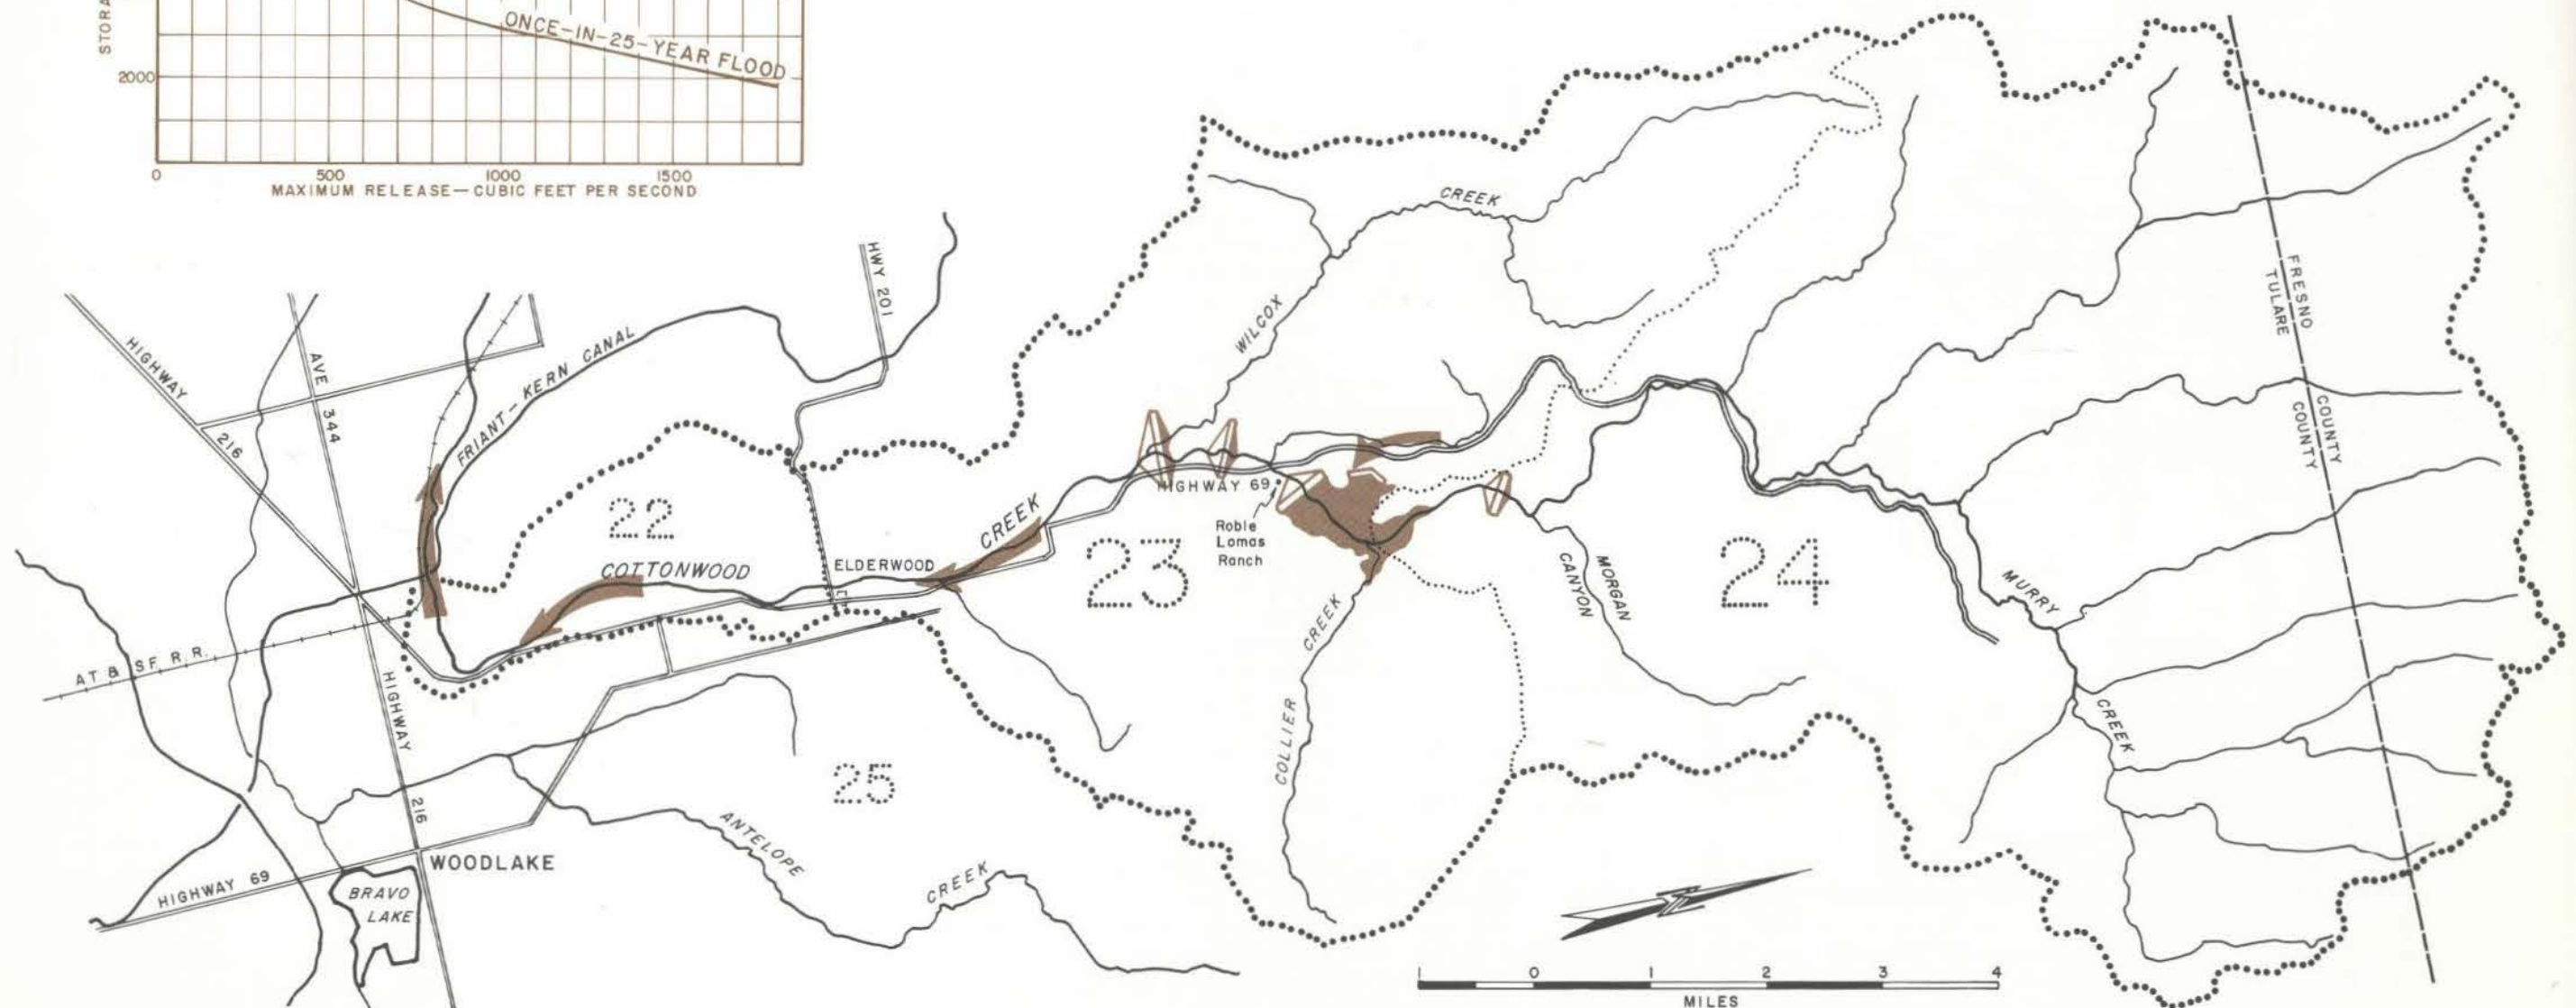 STORA
ONCE-IN-25-YEAR FLOOD
2000
0 500 1000 1500
MAXIMUM RELEASE—CUBIC FEET PER SECOND
CREEK
HWY 201
WILCOX
FRESNO
TULARE
COUNTY
COUNTY
HIGHWAY
216
AVE
344
FRIANT-KERN CANAL
HIGHWAY 69
Roble
Lomas
Ranch
22
23
24
25
COTTONWOOD
CREEK
ELDERWOOD
MORGAN
CANYON
MURRY
CREEK
COLLIER
CREEK
AT & SF. R.R.
HIGHWAY
216
ANTELOPE
CREEK
WOODLAKE
HIGHWAY 69
BRAVO
LAKE
1 0 1 2 3 4
MILES